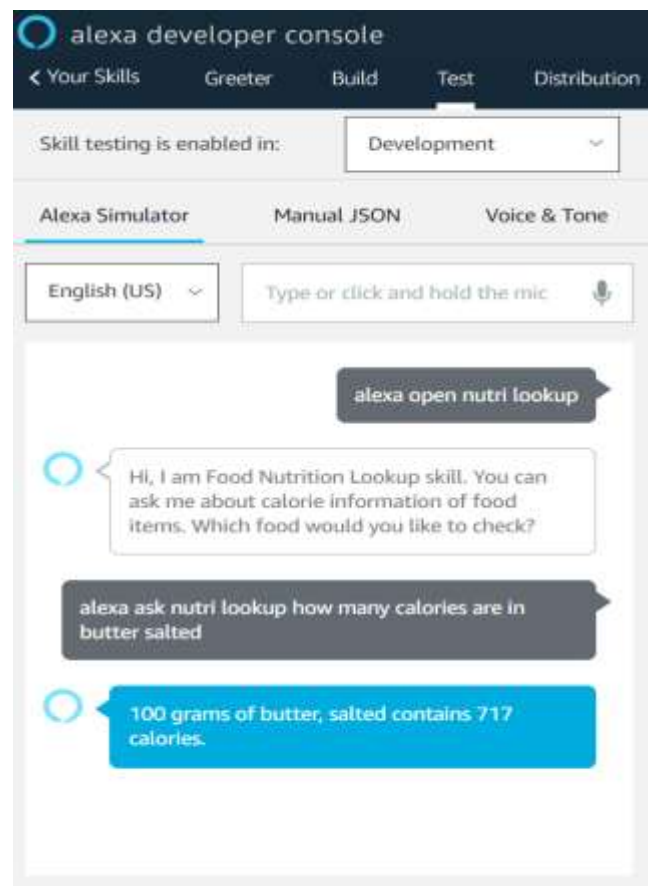 alexa developer console
Your Skills Greeter Build Test Distribution
Skill testing is enabled in: Development
Alexa Simulator Manual JSON Voice & Tone
English (US) Type or click and hold the mic
alexa open nutri lookup
Hi, I am Food Nutrition Lookup skill. You can
ask me about calorie information of food
items. Which food would you like to check?
alexa ask nutri lookup how many calories are in
butter salted
100 grams of butter, salted contains 717
calories.